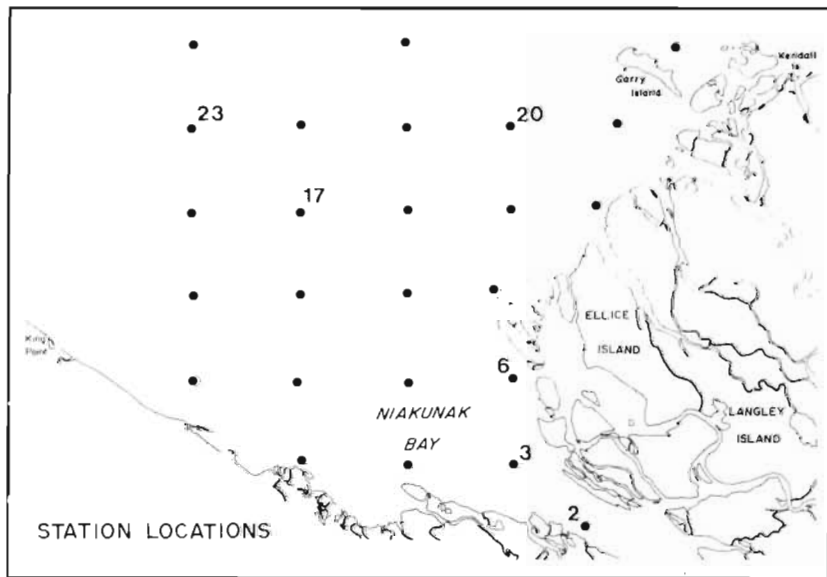 Kendall
Is
Garry
Island
23
20
17
ELLICE
ISLAND
King
Point
6
NIAKUNAK
BAY
LANGLEY
ISLAND
3
2
STATION LOCATIONS